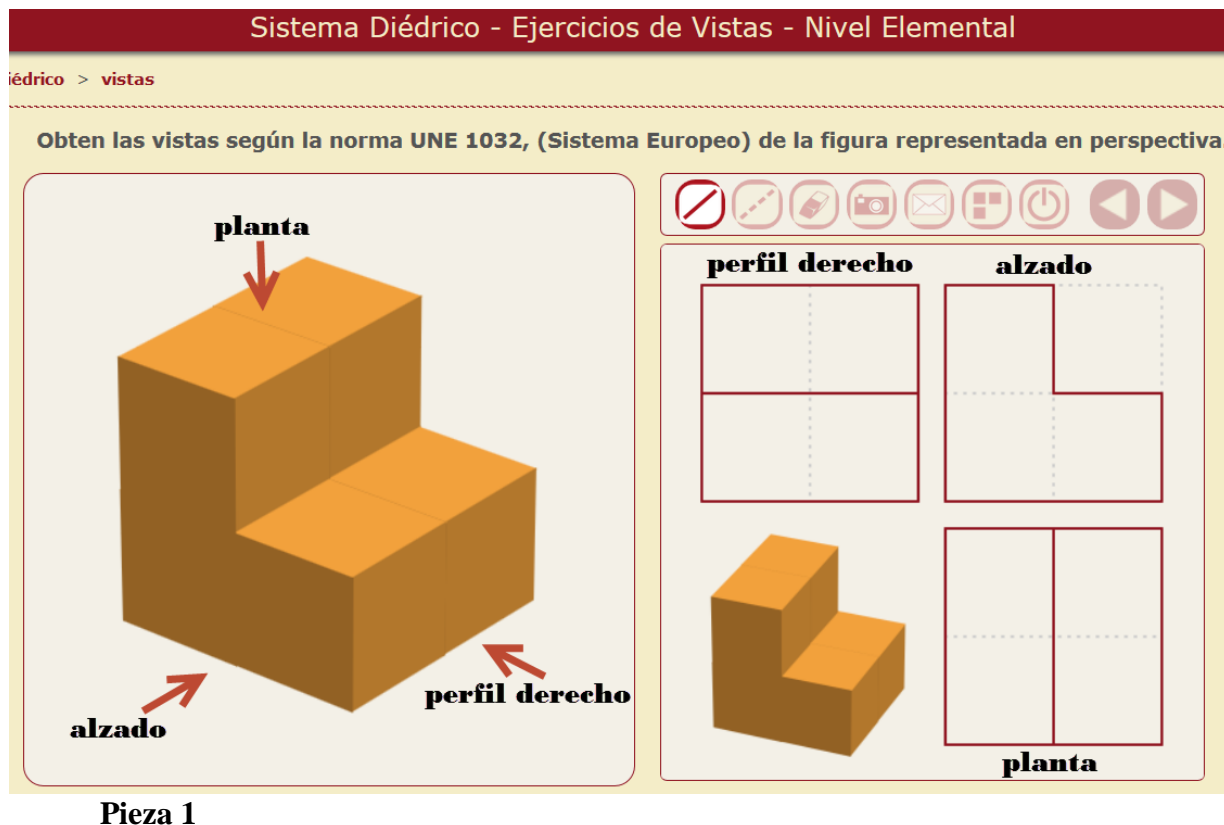 Sistema Diédrico - Ejercicios de Vistas - Nivel Elemental
iédrico > vistas
Obten las vistas según la norma UNE 1032, (Sistema Europeo) de la figura representada en perspectiva.
planta
perfil derecho
alzado
perfil derecho
alzado
planta
Pieza 1